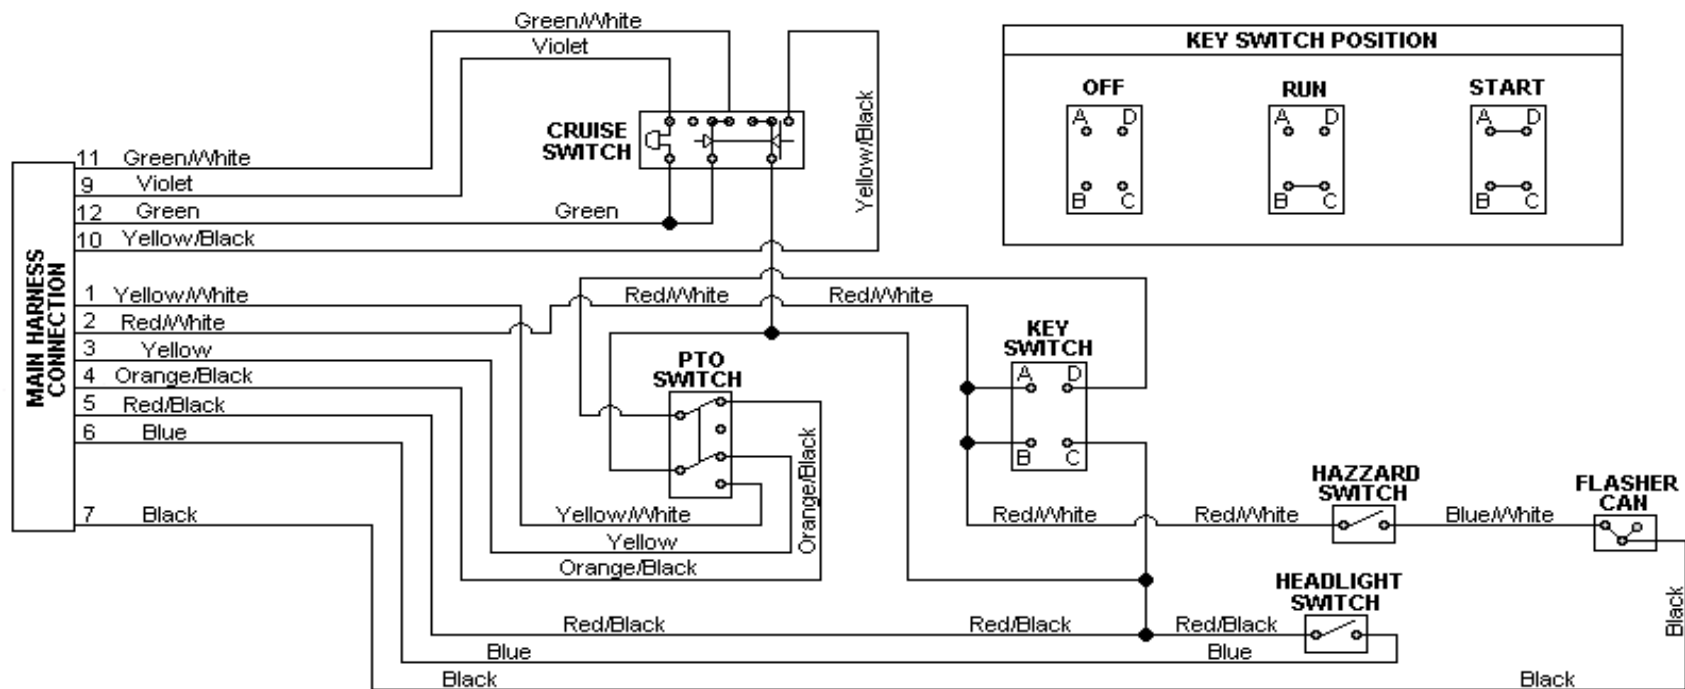 Green/White
Violet
KEY SWITCH POSITION
OFF
RUN
START
A D
B C
A D
B C
A D
B C
CRUISE
SWITCH
Yellow/Black
MAIN HARNESS
CONNECTION
11 Green/White
9 Violet
12 Green
Green
10 Yellow/Black
1 Yellow/White
Red/White
Red/White
2 Red/White
3 Yellow
4 Orange/Black
5 Red/Black
6 Blue
7 Black
PTO
SWITCH
KEY
SWITCH
A D
B C
Orange/Black
Yellow/White
Yellow
Orange/Black
Red/White
Red/White
HAZZARD
SWITCH
Blue/White
FLASHER
CAN
HEADLIGHT
SWITCH
Red/Black
Red/Black
Red/Black
Blue
Blue
Black
Black
Black